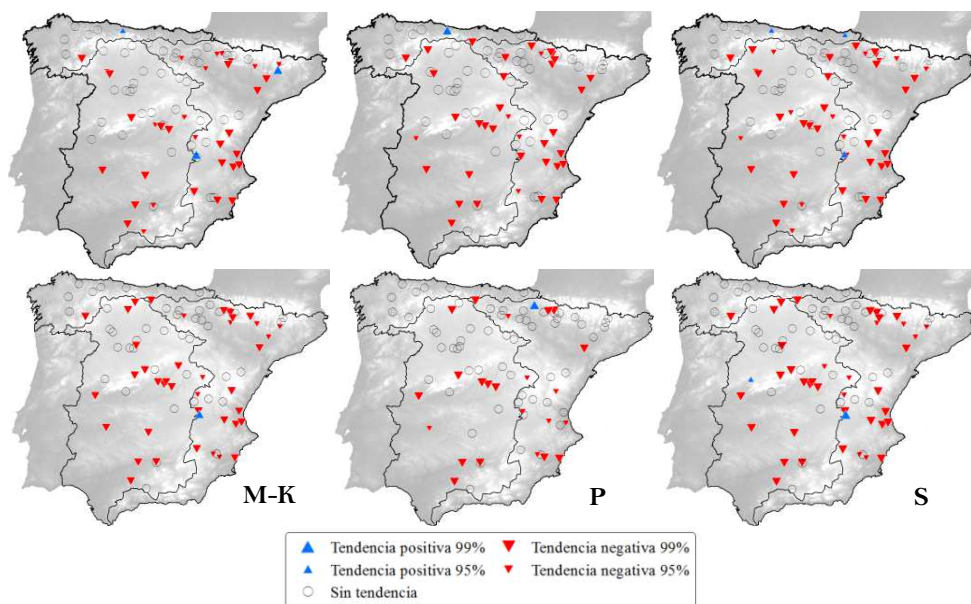 M-K
P
S
Tendencia positiva 99%
Tendencia negativa 99%
Tendencia positiva 95%
Tendencia negativa 95%
Sin tendencia